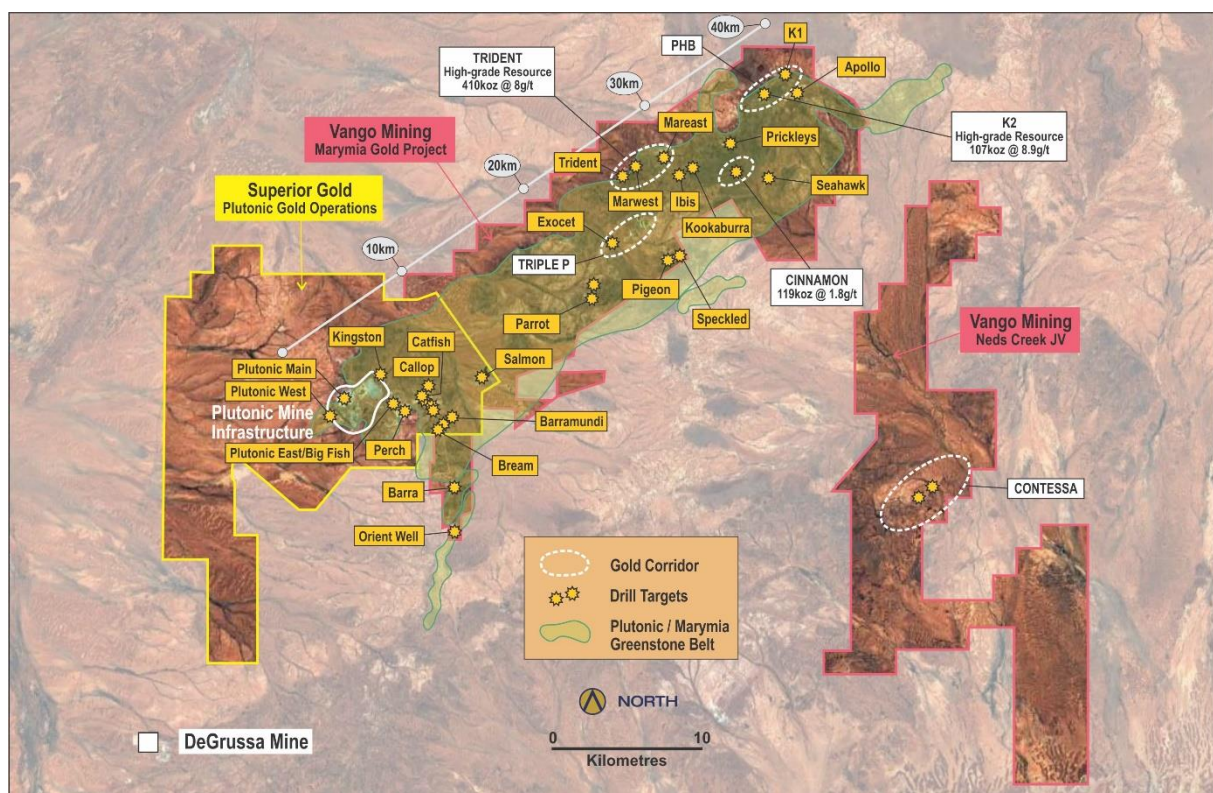 40km
K1
PHB
TRIDENT
High-grade Resource
410koz @ 8g/t
Apollo
30km
Mareast
K2
High-grade Resource
107koz @ 8.9g/t
Vango Mining
Marymia Gold Project
Prickleys
20km
Trident
Superior Gold
Plutonic Gold Operations
Marwest
Ibis
Seahawk
Exocet
Kookaburra
10km
TRIPLE P
CINNAMON
119koz @ 1.8g/t
Pigeon
Speckled
Parrot
Vango Mining
Neds Creek JV
Kingston
Catfish
Callop
Salmon
Plutonic Main
Plutonic West
Plutonic Mine
Infrastructure
Barramundi
Plutonic East/Big Fish
Perch
Bream
Barra
CONTESSA
Orient Well
Gold Corridor
Drill Targets
Plutonic / Marymia
Greenstone Belt
NORTH
DeGrussa Mine
0
10
Kilometres